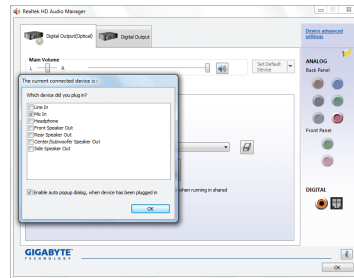 Realtek HD Audio Manager
Digital Output(Optical)
Digital Output
Device advanced
settings
Main Volume
L
R
Set Default
Device
ANALOG
Back Panel
The current connected device is :
Which device did you plug in?
Line In
Mic In
Headphone
Front Speaker Out
Rear Speaker Out
Center/Subwoofer Speaker Out
Side Speaker Out
when running in shared
Enable auto popup dialog, when device has been plugged in
OK
Front Panel
DIGITAL
GIGABYTE
TECHNOLOGY
OK